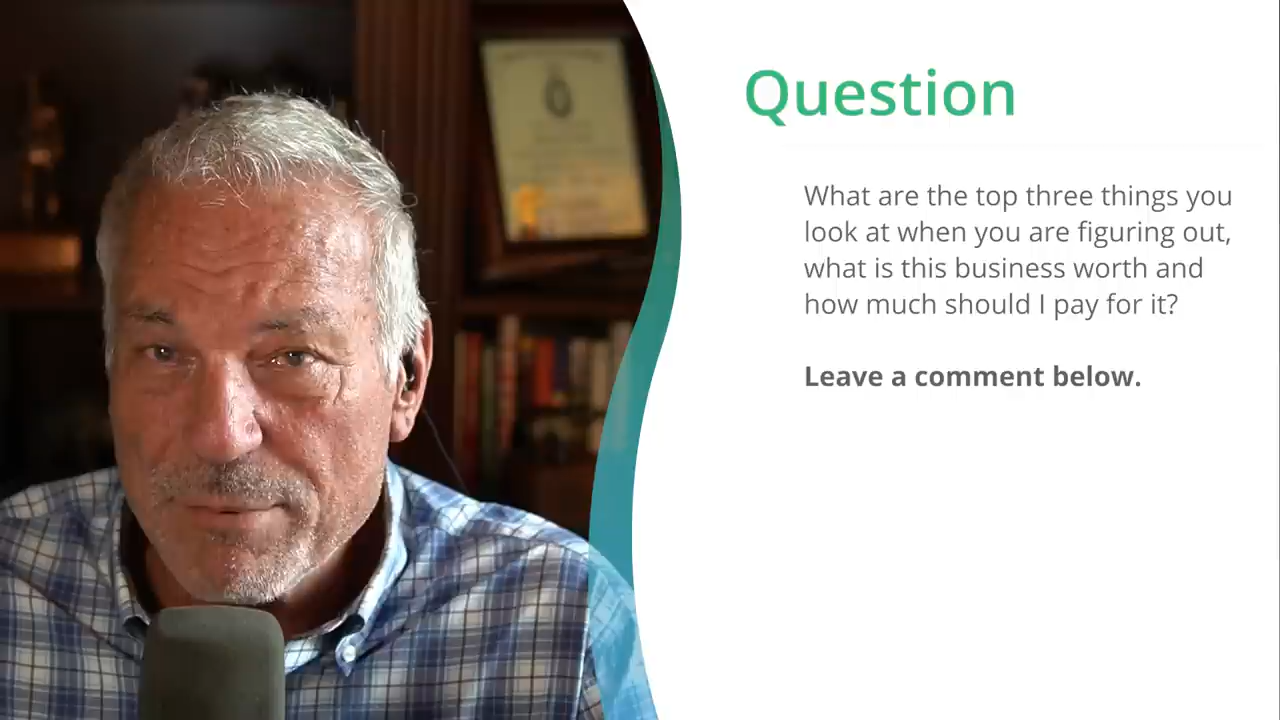 Question
What are the top three things you
look at when you are figuring out,
what is this business worth and
how much should I pay for it?
Leave a comment below.